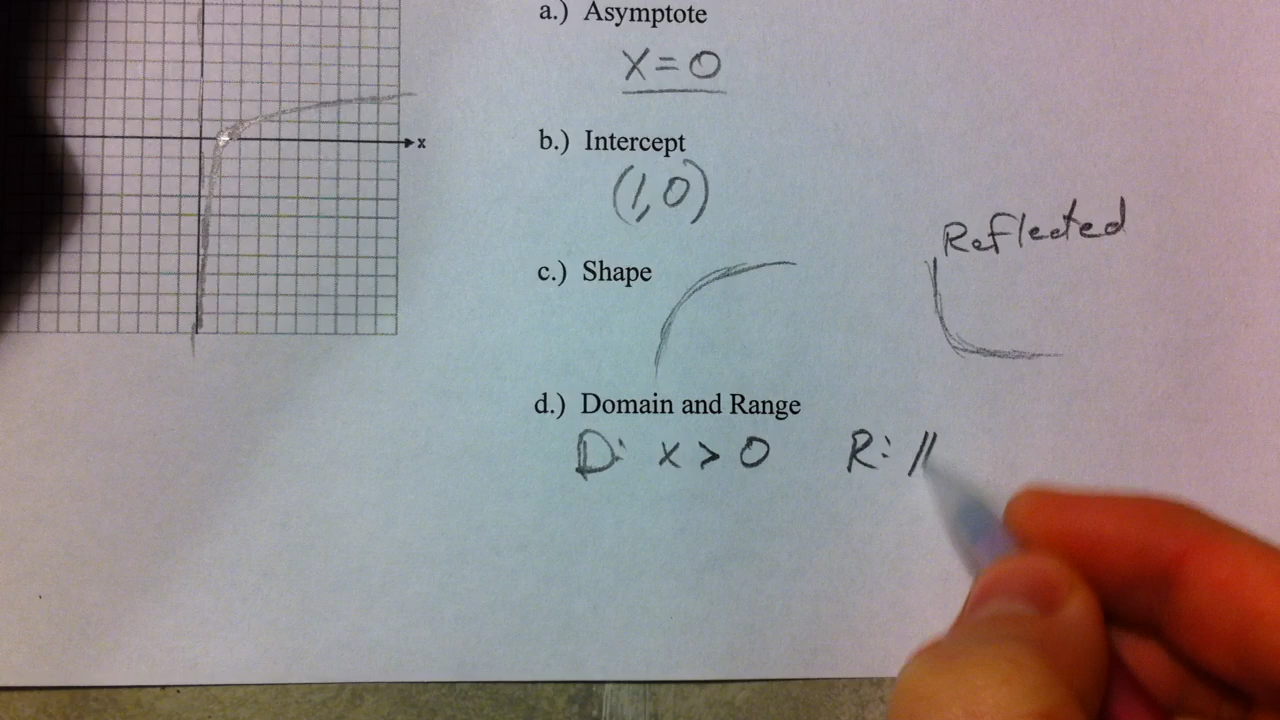 a.) Asymptote
X=0
x
b.) Intercept
(1,0)
Reflected
c.) Shape
d.) Domain and Range
D: x > 0 R: